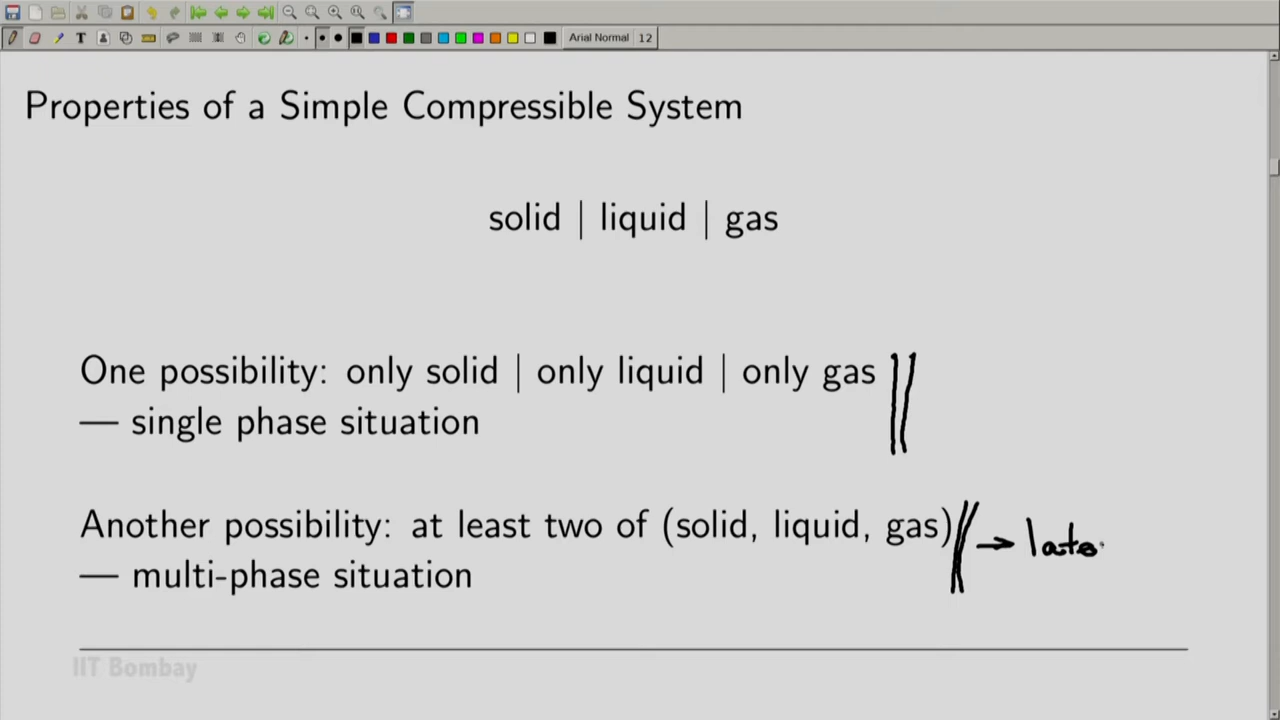 Arial Normal 12
Properties of a Simple Compressible System
solid | liquid | gas
One possibility: only solid | only liquid | only gas
— single phase situation
Another possibility: at least two of (solid, liquid, gas) → late
— multi-phase situation
IIT Bombay